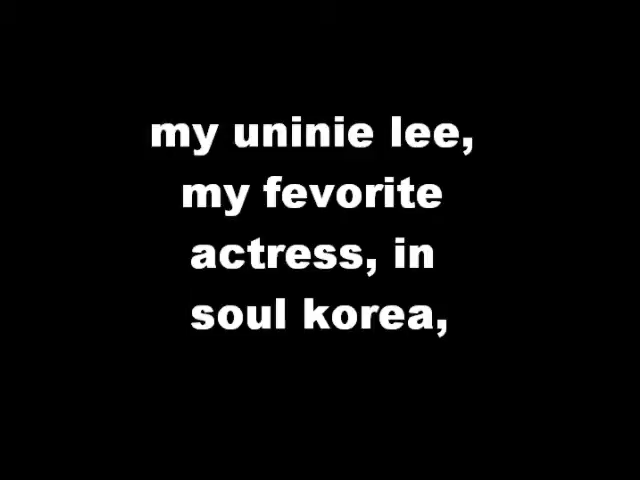 my uninie lee,
my fevorite
actress, in
soul korea,